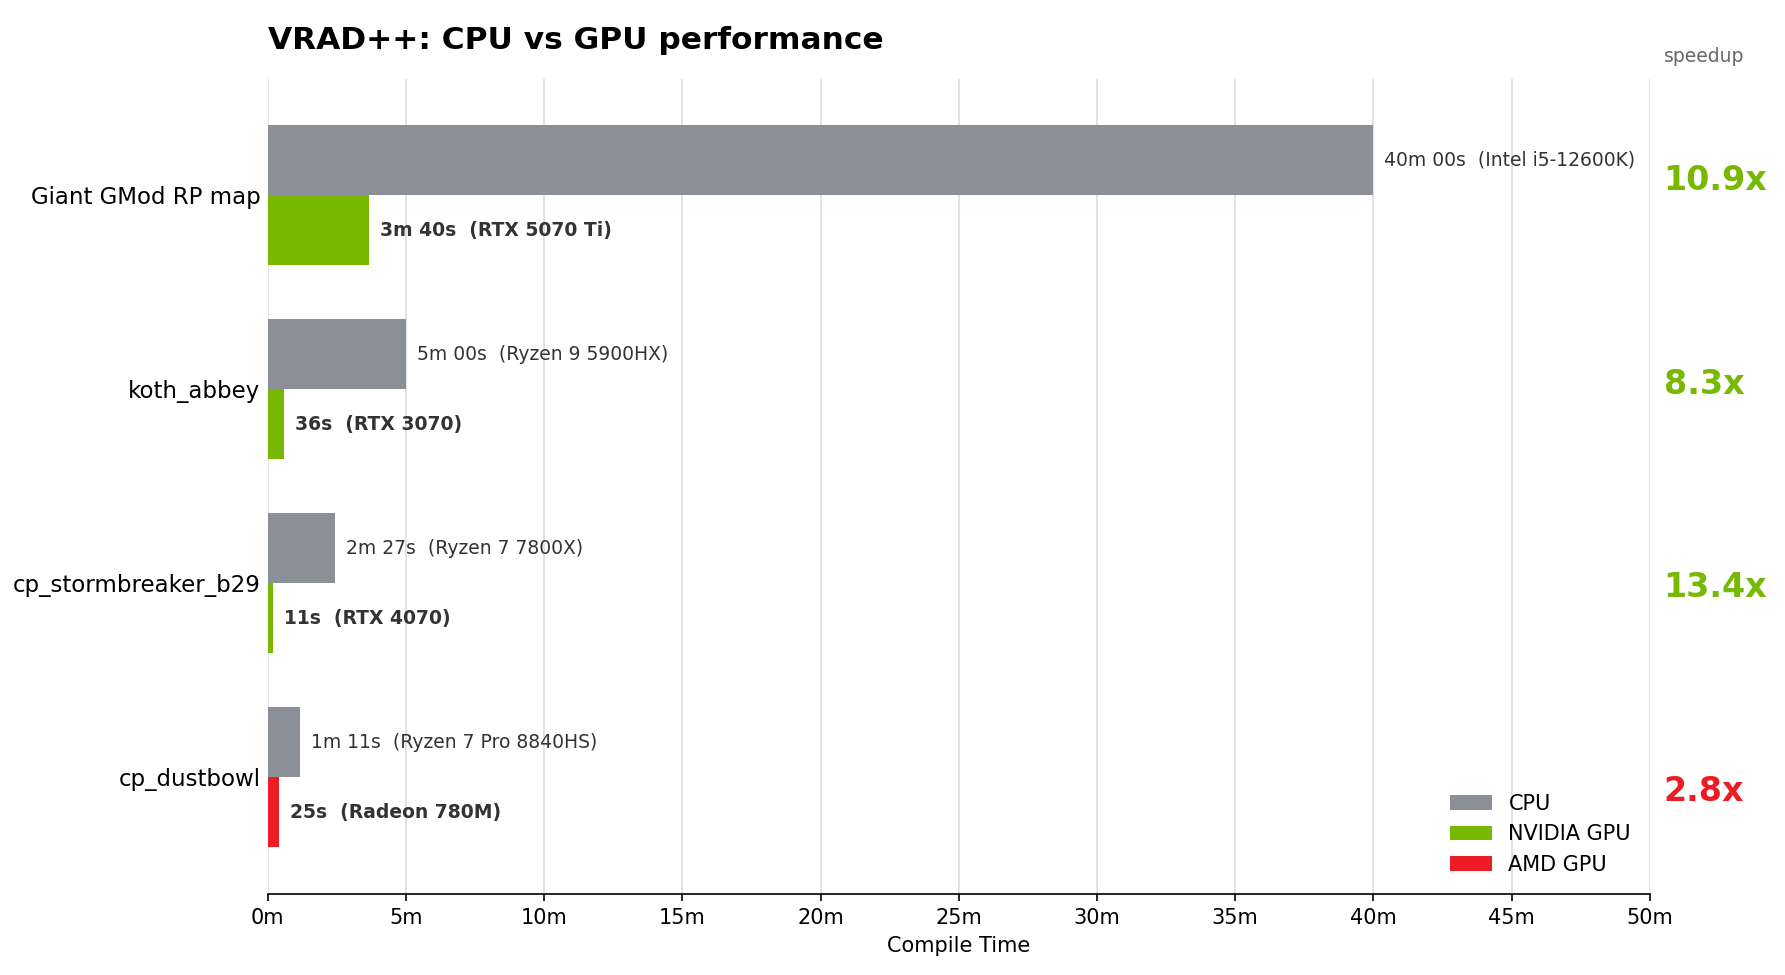 VRAD++: CPU vs GPU performance
speedup
Giant GMod RP map
40m 00s (Intel i5-12600K)
3m 40s (RTX 5070 Ti)
10.9x
koth_abbey
5m 00s (Ryzen 9 5900HX)
36s (RTX 3070)
8.3x
cp_stormbreaker_b29
2m 27s (Ryzen 7 7800X)
11s (RTX 4070)
13.4x
cp_dustbowl
1m 11s (Ryzen 7 Pro 8840HS)
25s (Radeon 780M)
2.8x
CPU
NVIDIA GPU
AMD GPU
0m 5m 10m 15m 20m 25m 30m 35m 40m 45m 50m
Compile Time